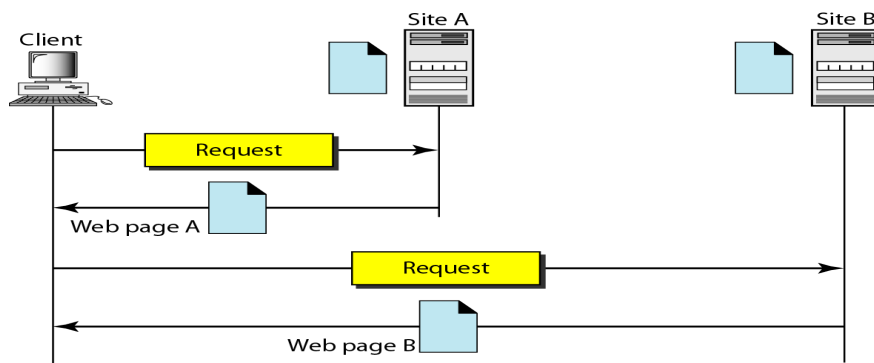 Site A
Site B
Client
Request
Web page A
Request
Web page B